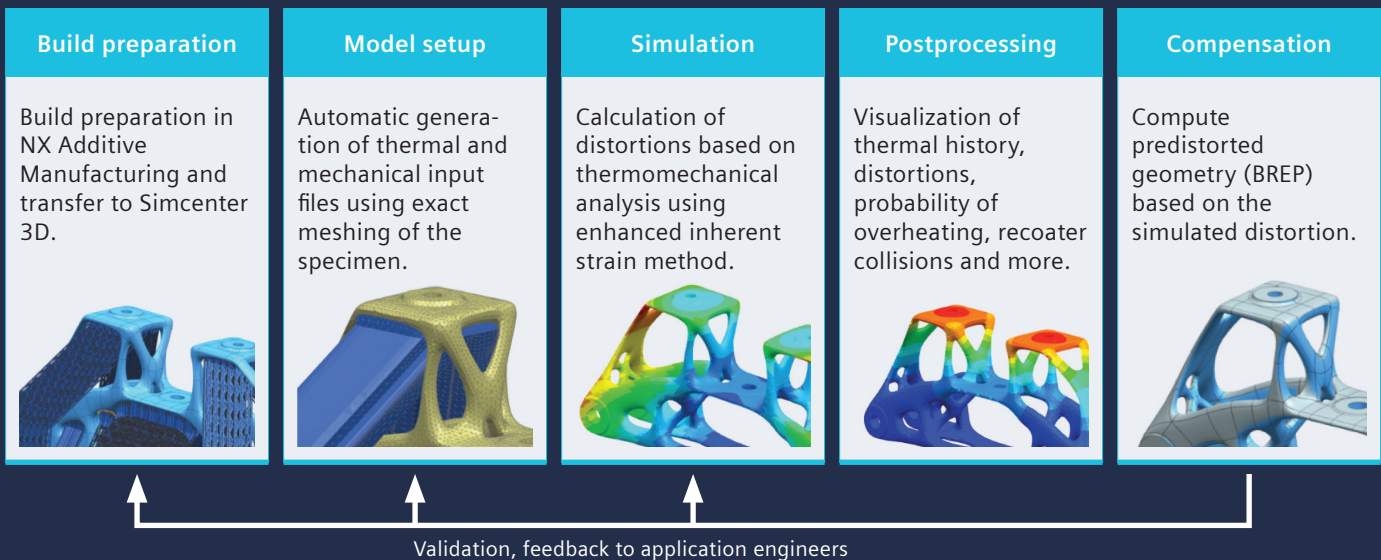 Build preparation
Build preparation in
NX Additive
Manufacturing and
transfer to Simcenter
3D.
Model setup
Automatic genera-
tion of thermal and
mechanical input
files using exact
meshing of the
specimen.
Simulation
Calculation of
distortions based on
thermomechanical
analysis using
enhanced inherent
strain method.
Postprocessing
Visualization of
thermal history,
distortions,
probability of
overheating, recoater
collisions and more.
Compensation
Compute
predistorted
geometry (BREP)
based on the
simulated distortion.
Validation, feedback to application engineers